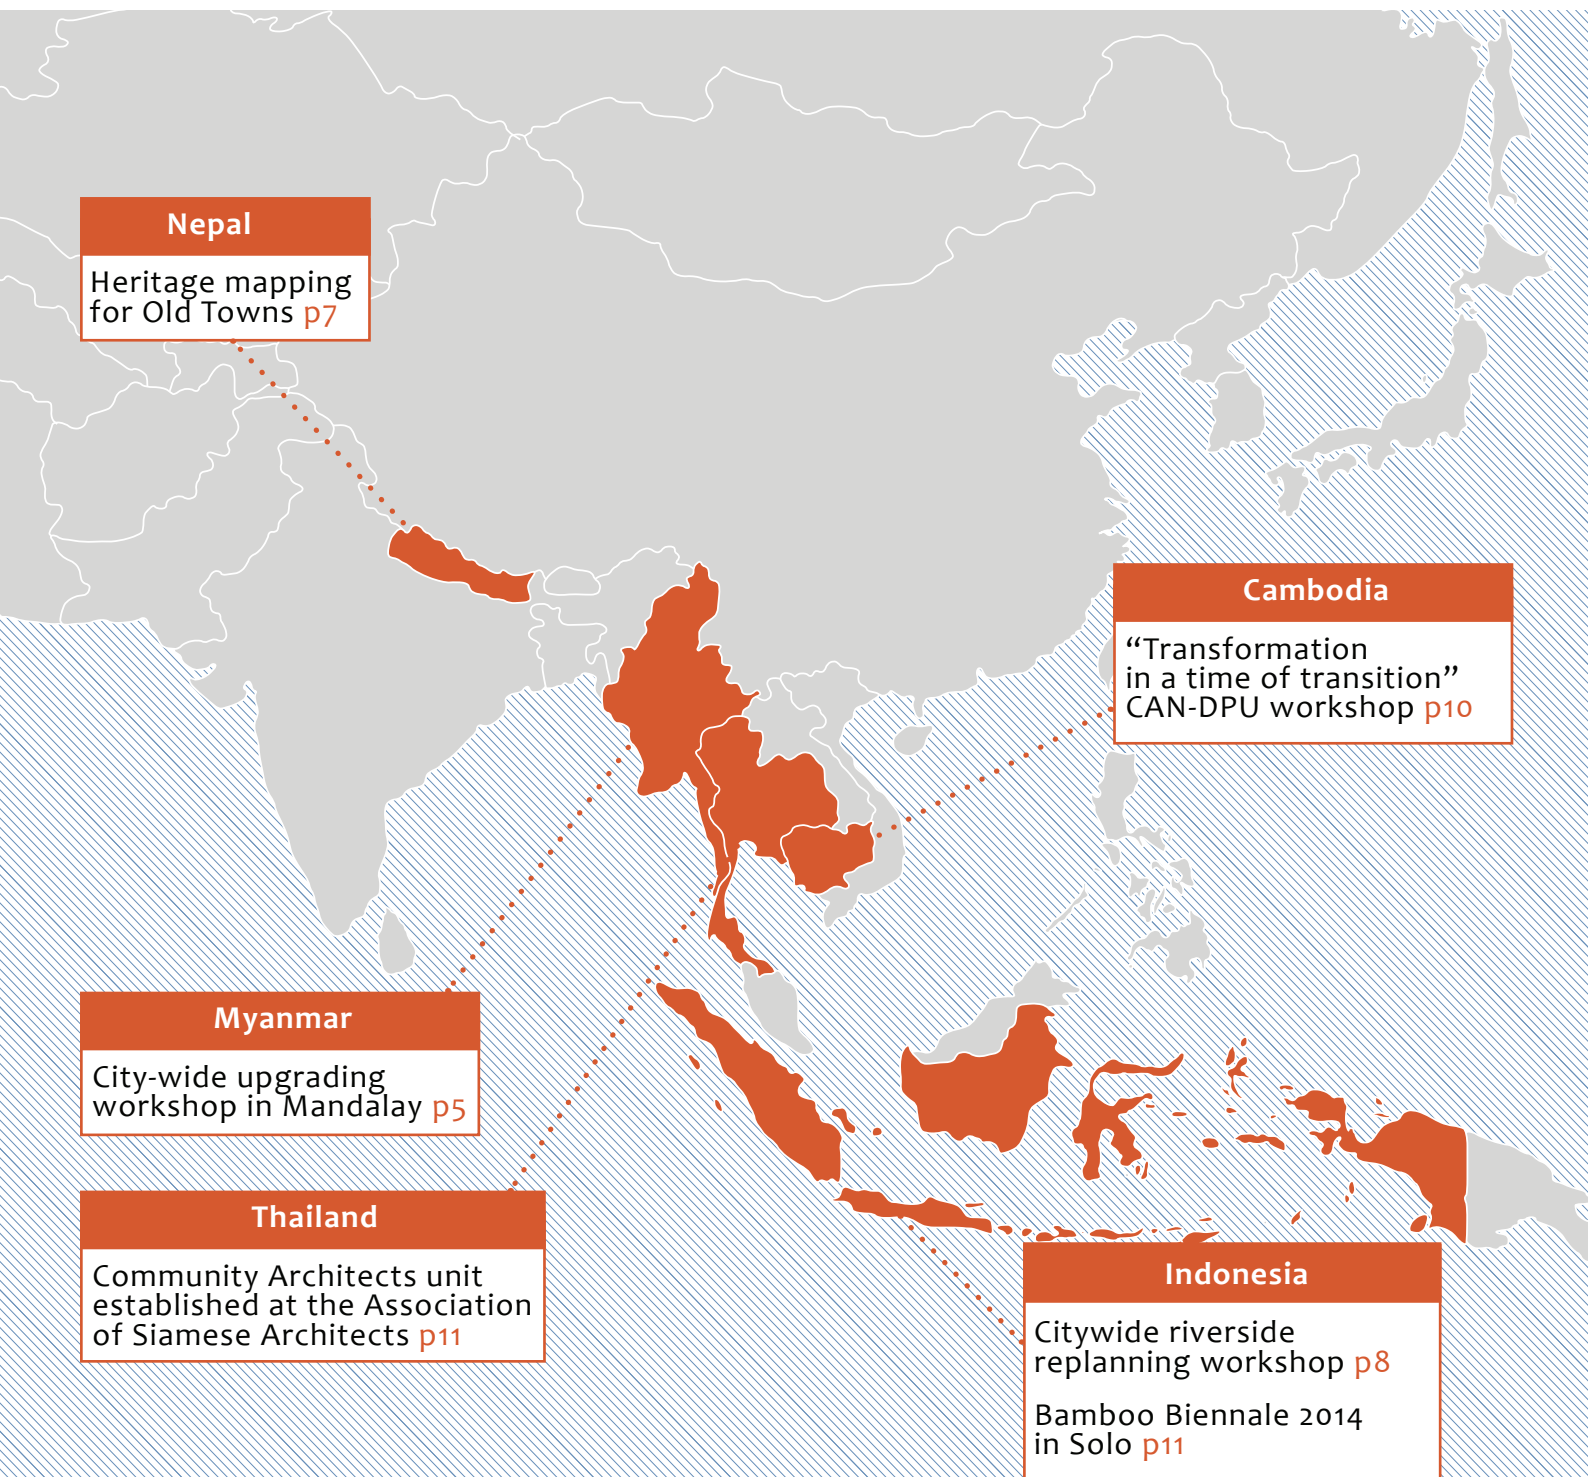 Nepal
Heritage mapping
for Old Towns p7
Cambodia
“Transformation
in a time of transition”
CAN-DPU workshop p10
Myanmar
City-wide upgrading
workshop in Mandalay p5
Thailand
Community Architects unit
established at the Association
of Siamese Architects p11
Indonesia
Citywide riverside
replanning workshop p8
Bamboo Biennale 2014
in Solo p11